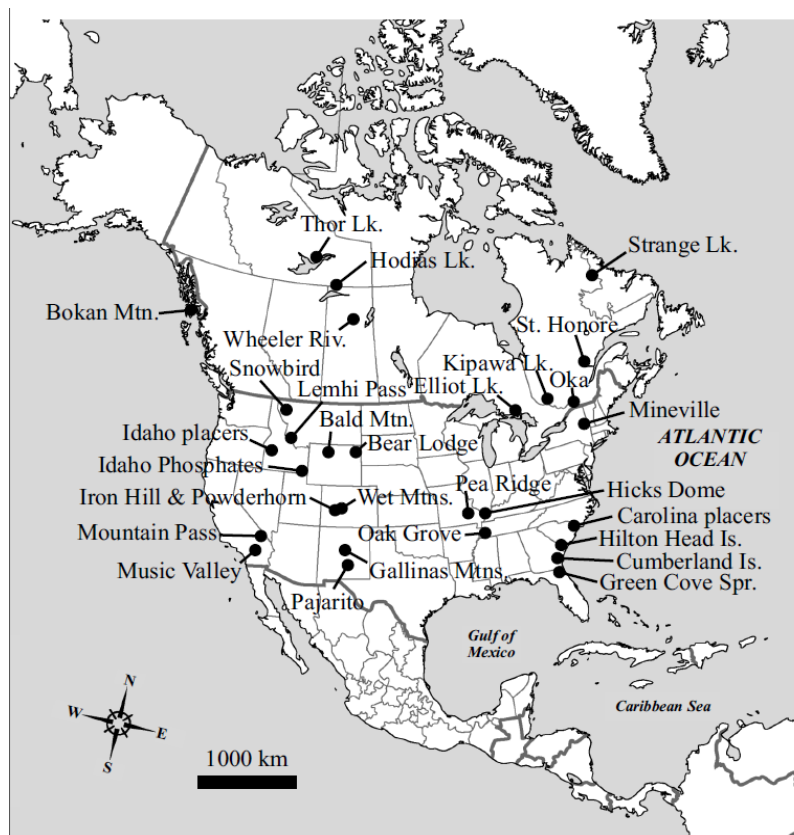 Thor Lk.
Hodias Lk.
Strange Lk.
Bokan Mtn.
Wheeler Riv.
St. Honore
Snowbird
Kipawa Lk.
Lemhi Pass
Elliot Lk.
Oka
Bald Mtn.
Mineville
Idaho placers
Bear Lodge
ATLANTIC
OCEAN
Idaho Phosphates
Iron Hill & Powderhorn
Wet Mtns.
Pea Ridge
Hicks Dome
Carolina placers
Mountain Pass
Oak Grove
Hilton Head Is.
Music Valley
Gallinas Mtns.
Cumberland Is.
Green Cove Spr.
Pajarito
Gulf of
Mexico
Caribbean Sea
N
W
E
S
1000 km